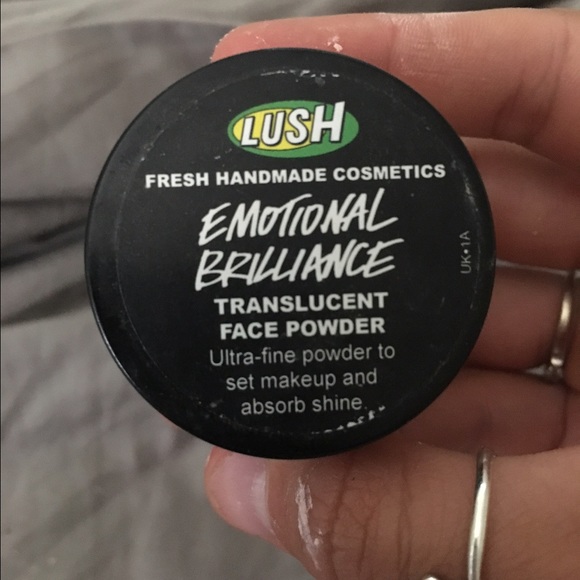 LUSH
FRESH HANDMADE COSMETICS
EMOTIONAL
BRILLIANCE
TRANSLUCENT
FACE POWDER
Ultra-fine powder to
set makeup and
absorb shine.
UK•1A